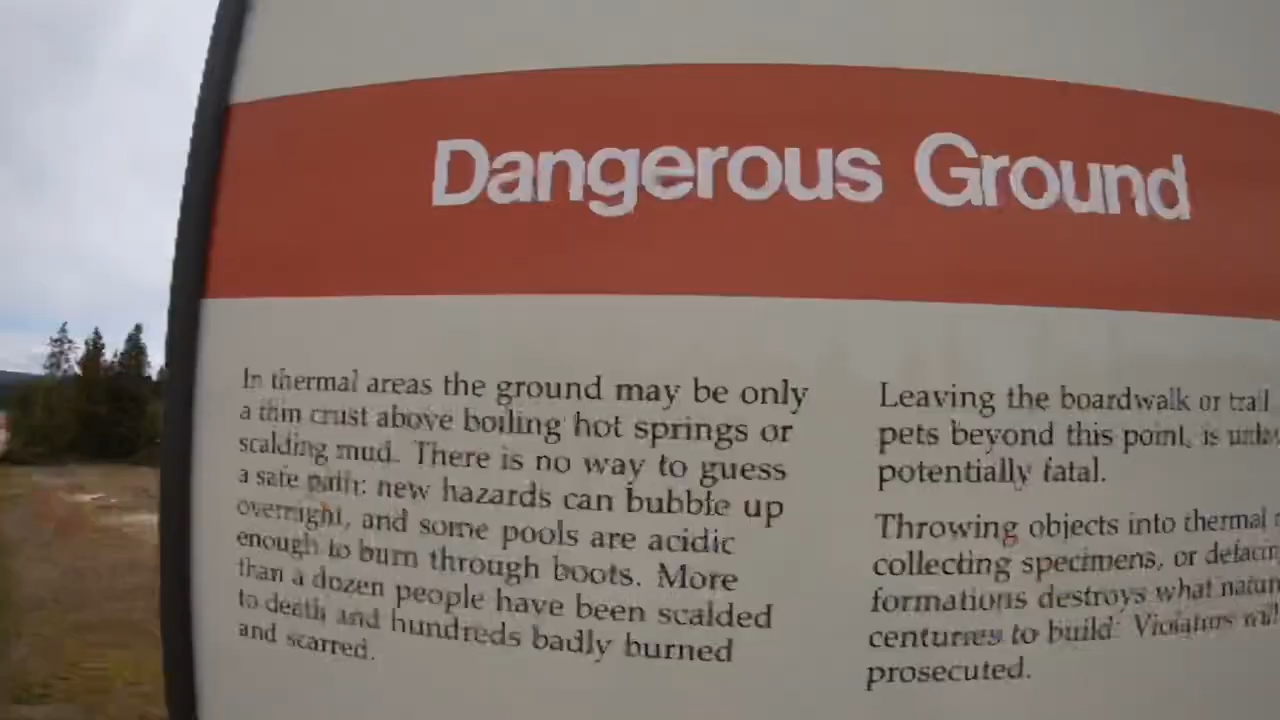 Dangerous Ground
In thermal areas the ground may be only
a thin crust above boiling hot springs or
scalding mud. There is no way to guess
a safe path: new hazards can bubble up
overnight, and some pools are acidic
enough to burn through boots. More
than a dozen people have been scalded
to death and hundreds badly burned
and scarred.
Leaving the boardwalk or trail
pets beyond this point, is
potentially fatal.
Throwing objects into thermal
collecting specimens, or
formations destroys what
centuries to build: Violators
prosecuted.